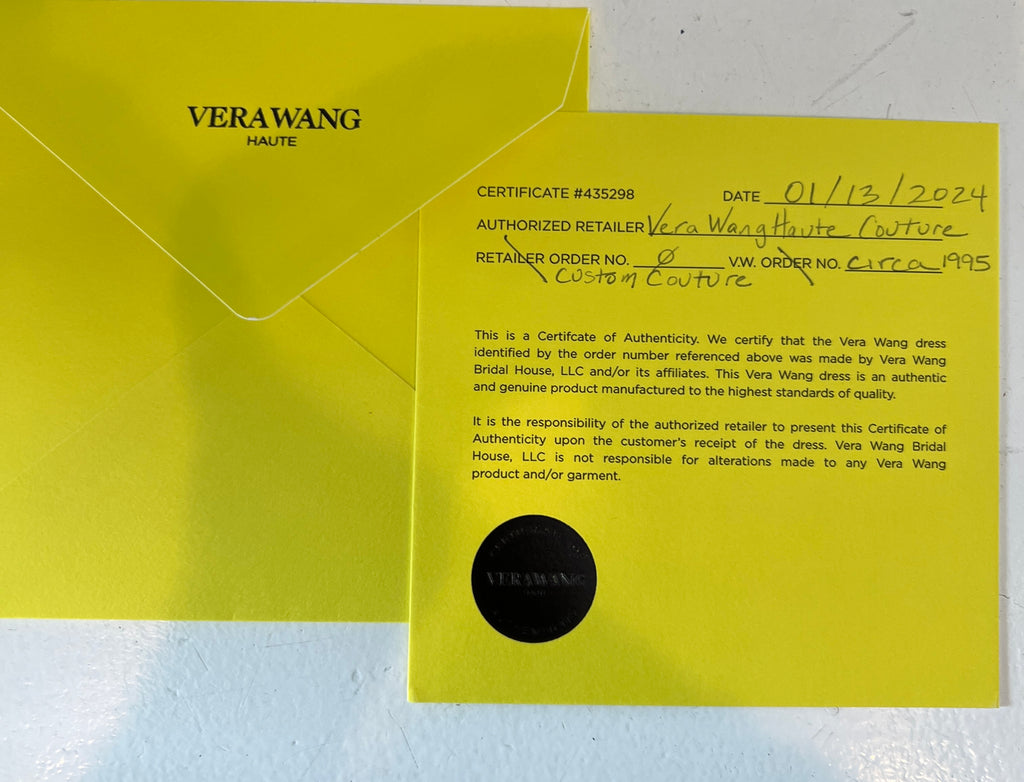 VERA WANG
HAUTE
CERTIFICATE #435298 DATE 01/13/2024
AUTHORIZED RETAILER Vera Wang Haute Couture
RETAILER ORDER NO. Ø V.W. ORDER NO. circa 1995
Custom Couture
This is a Certifcate of Authenticity. We certify that the Vera Wang dress
identified by the order number referenced above was made by Vera Wang
Bridal House, LLC and/or its affiliates. This Vera Wang dress is an authentic
and genuine product manufactured to the highest standards of quality.
It is the responsibility of the authorized retailer to present this Certificate of
Authenticity upon the customer's receipt of the dress. Vera Wang Bridal
House, LLC is not responsible for alterations made to any Vera Wang
product and/or garment.
VERA WANG